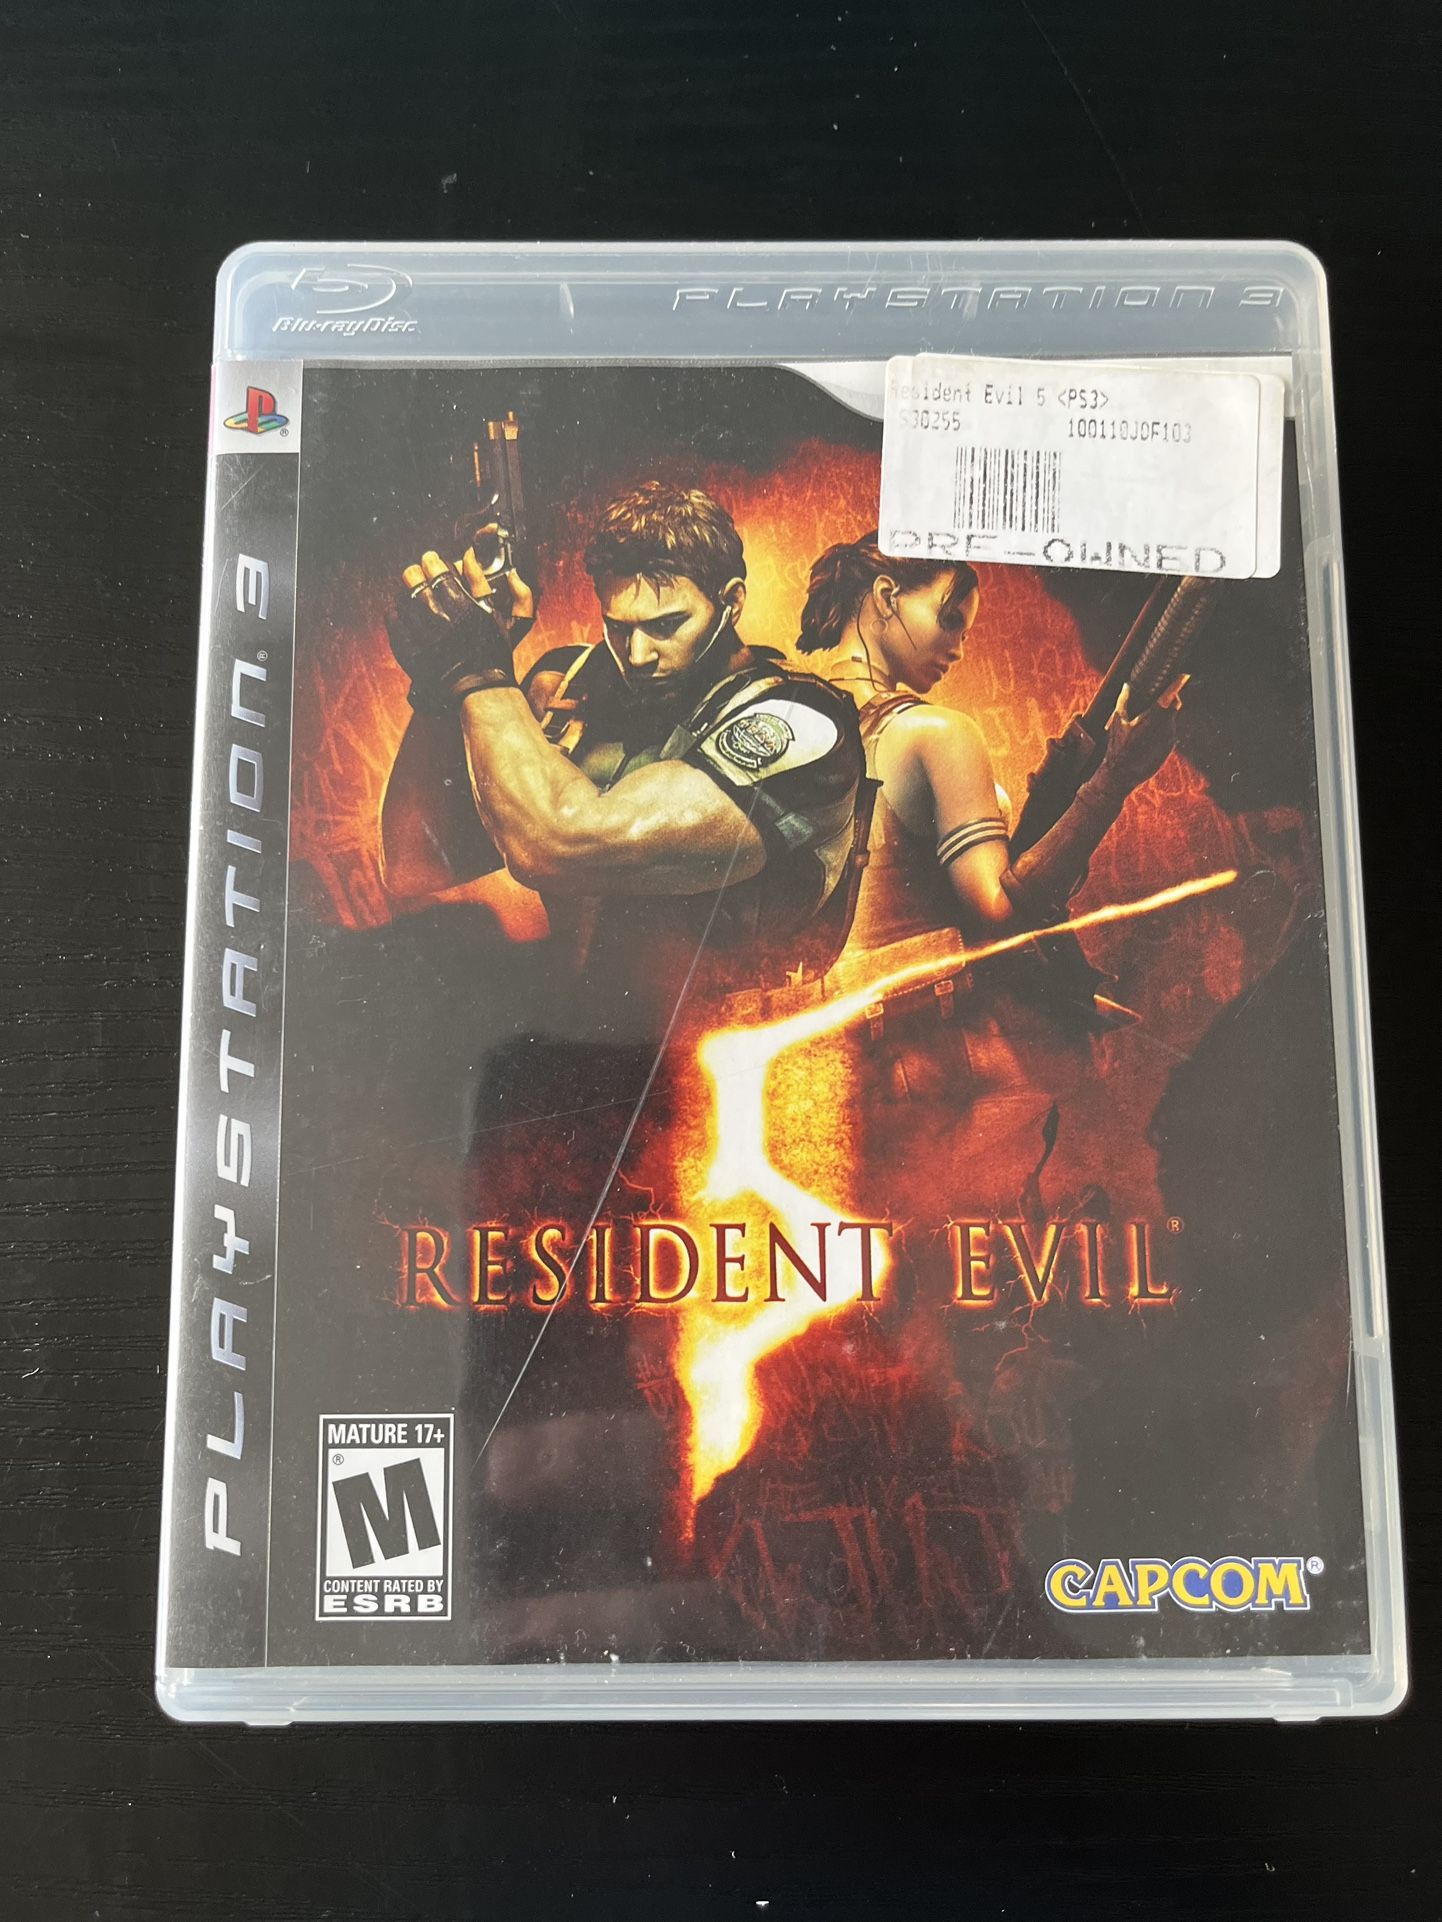 Blu-ray Disc
PLAYSTATION 3
Resident Evil 5 <PS3>
530255 100110J0F103
PRE-OWNED
PLAYSTATION®3
RESIDENT EVIL®
5
MATURE 17+
M®
CONTENT RATED BY
ESRB
CAPCOM®